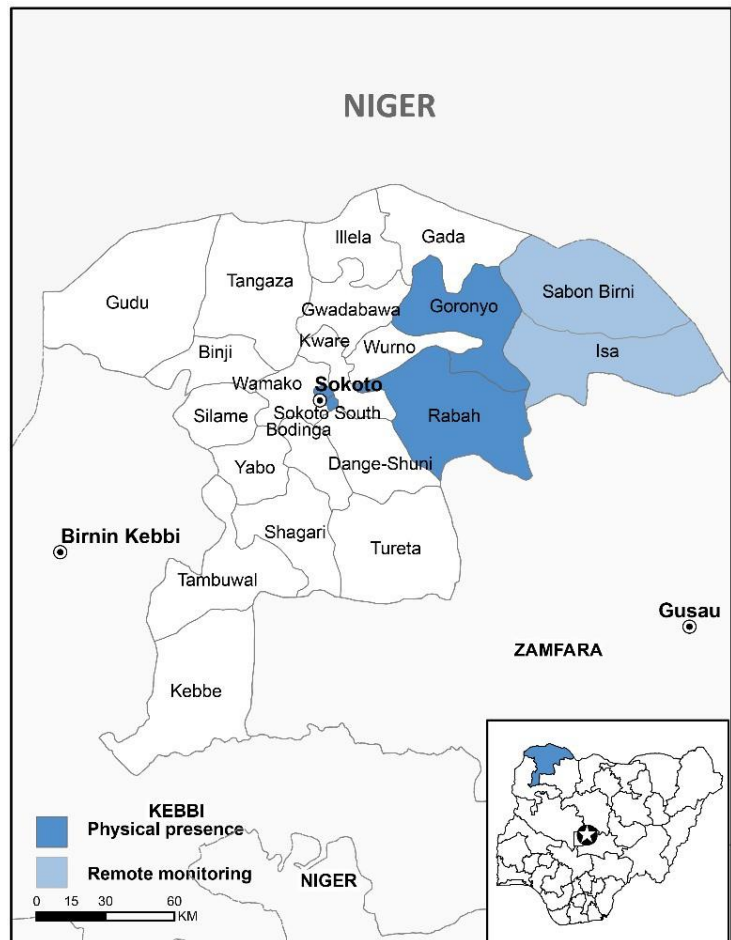 NIGER
Illela
Gada
Tangaza
Gudu
Sabon Birni
Goronyo
Gwadabawa
Kware
Wurno
Isa
Binji
Wamako
Sokoto
Silame
Sokoto South
Rabah
Bodinga
Yabo
Dange-Shuni
Shagari
Birnin Kebbi
Tureta
Tambuwal
Gusau
ZAMFARA
Kebbe
KEBBI
Physical presence
Remote monitoring
NIGER
0 15 30 60
KM